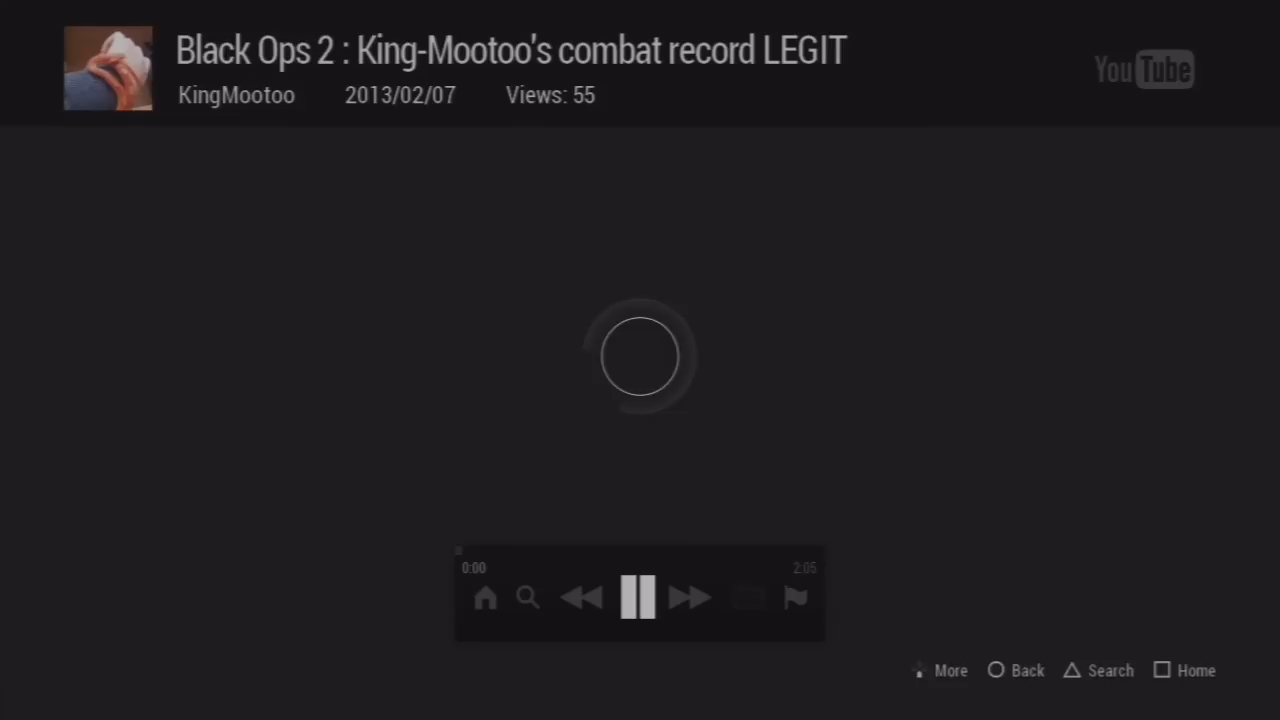 Black Ops 2 : King-Mootoo's combat record LEGIT
KingMootoo 2013/02/07 Views: 55
YouTube
0:00 2:05
More Back Search Home